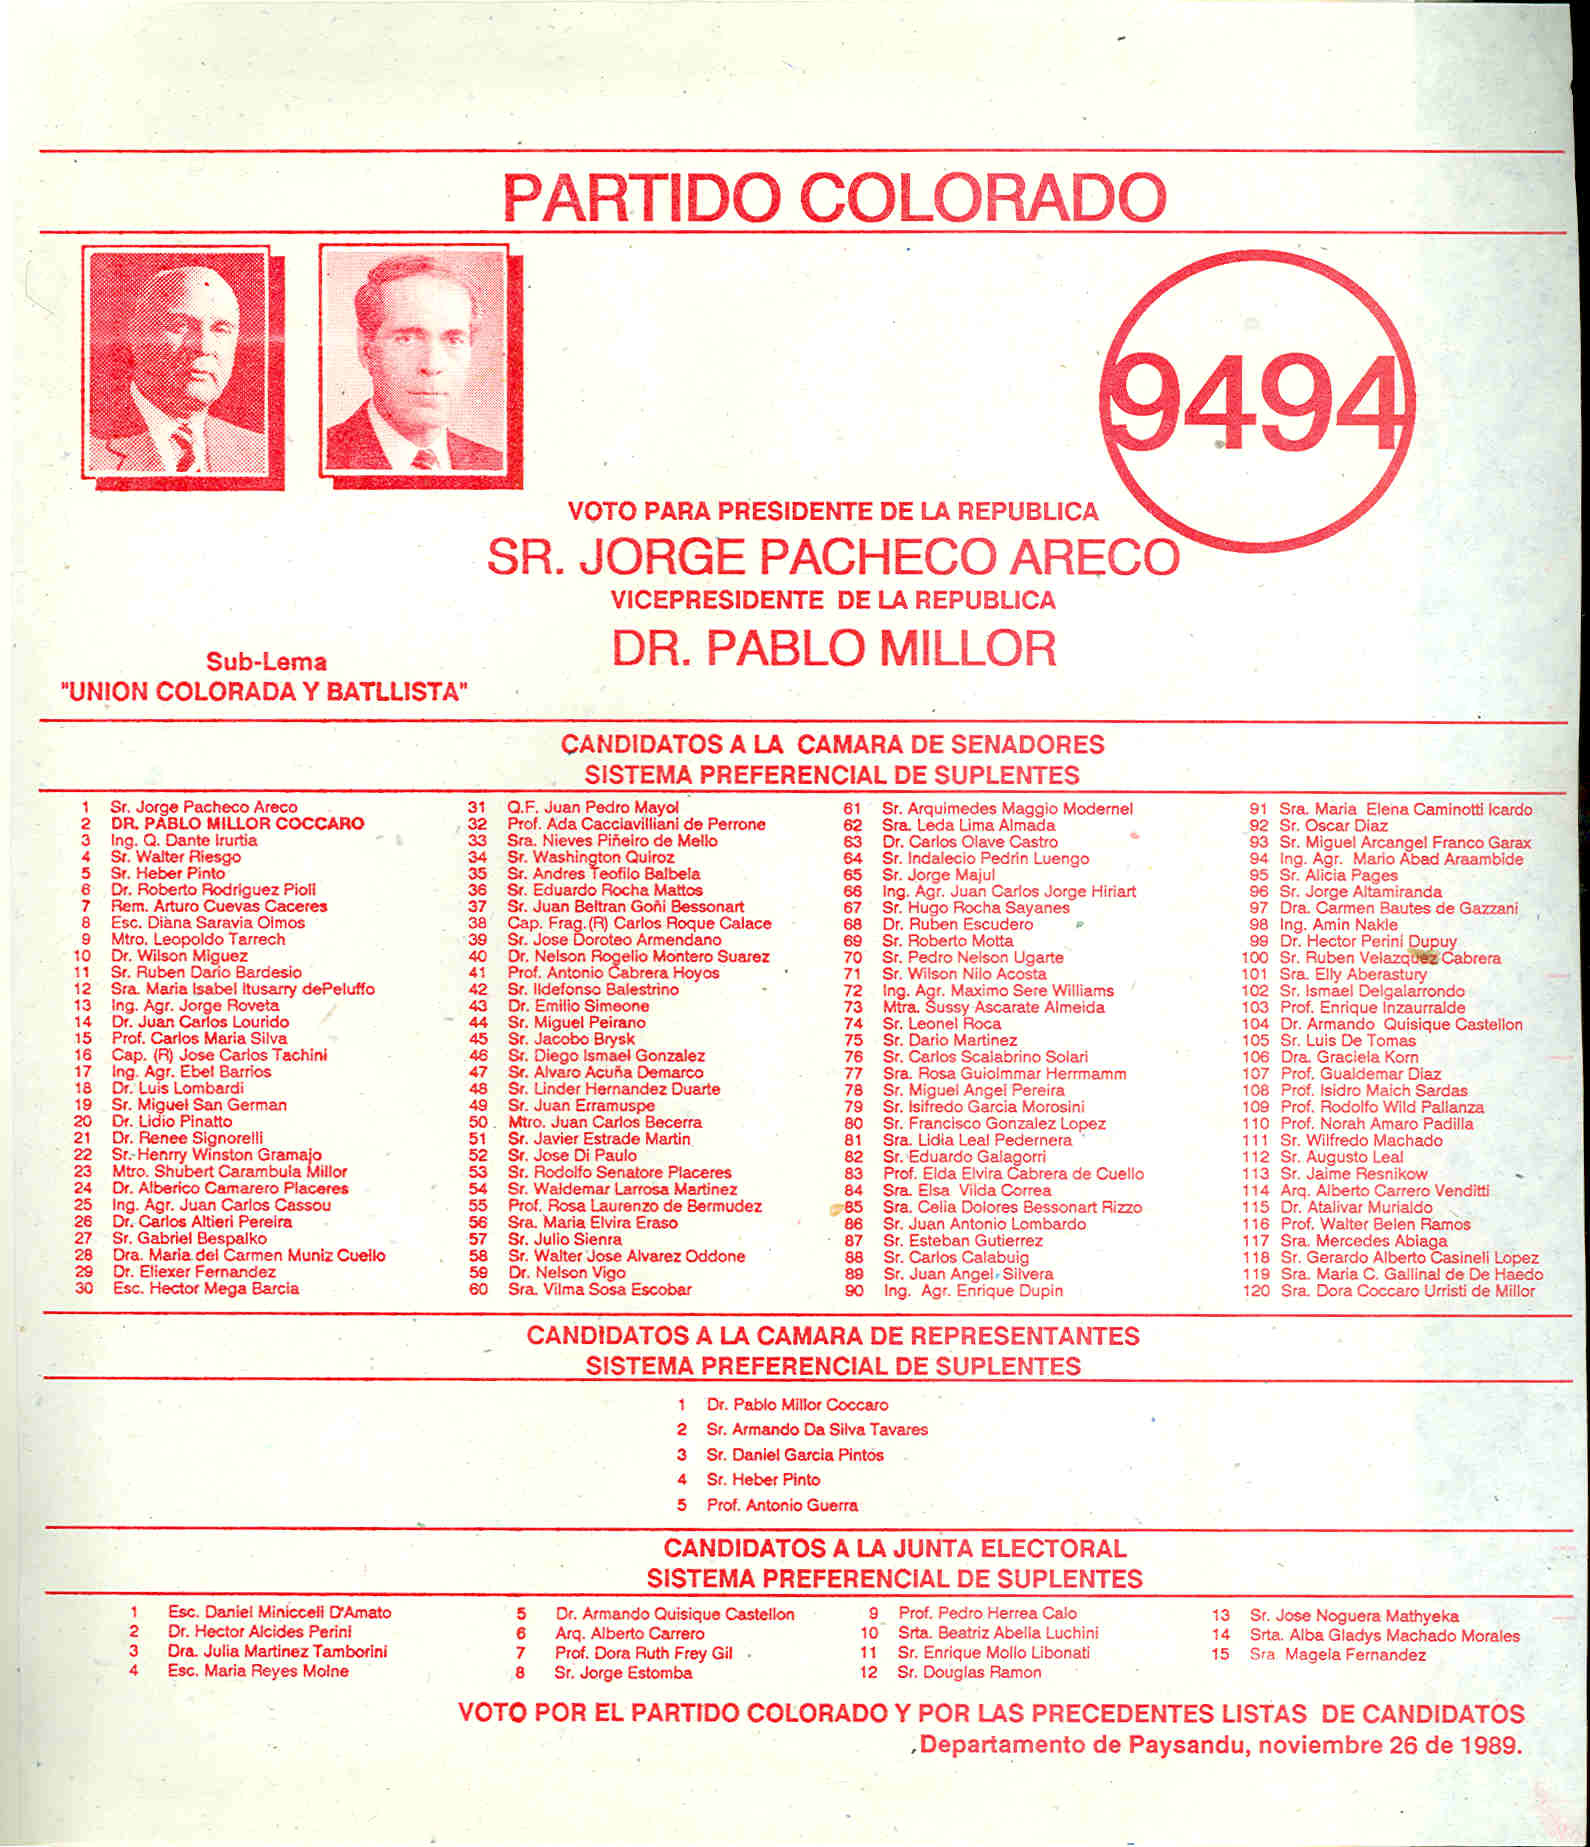 PARTIDO COLORADO
9494
VOTO PARA PRESIDENTE DE LA REPUBLICA
SR. JORGE PACHECO ARECO
VICEPRESIDENTE DE LA REPUBLICA
DR. PABLO MILLOR
Sub-Lema
"UNION COLORADA Y BATLLISTA"
CANDIDATOS A LA CAMARA DE SENADORES
SISTEMA PREFERENCIAL DE SUPLENTES
1 Sr. Jorge Pacheco Areco
2 DR. PABLO MILLOR COCCARO
3 Ing. Q. Dante Irurtia
4 Sr. Walter Riesgo
5 Sr. Heber Pinto
6 Dr. Roberto Rodriguez Pioli
7 Rem. Arturo Cuevas Caceres
8 Esc. Diana Saravia Olmos
9 Mtro. Leopoldo Tarrech
10 Dr. Wilson Miguez
11 Sr. Ruben Dario Bardesio
12 Sra. Maria Isabel Itusarry dePeluffo
13 Ing. Agr. Jorge Roveta
14 Dr. Juan Carlos Lourido
15 Prof. Carlos Maria Silva
16 Cap. (R) Jose Carlos Tachini
17 Ing. Agr. Ebel Barrios
18 Dr. Luis Lombardi
19 Sr. Miguel San German
20 Dr. Lidio Pinatto
21 Dr. Renee Signorelli
22 Sr. Henrry Winston Gramajo
23 Mtro. Shubert Carambula Millor
24 Dr. Alberico Camarero Placeres
25 Ing. Agr. Juan Carlos Cassou
26 Dr. Carlos Altieri Pereira
27 Sr. Gabriel Bespalko
28 Dra. Maria del Carmen Muniz Cuello
29 Dr. Eliexer Fernandez
30 Esc. Hector Mega Barcia
31 Q.F. Juan Pedro Mayol
32 Prof. Ada Cacciavilliani de Perrone
33 Sra. Nieves Piñeiro de Mello
34 Sr. Washington Quiroz
35 Sr. Andres Teofilo Balbela
36 Sr. Eduardo Rocha Mattos
37 Sr. Juan Beltran Goñi Bessonart
38 Cap. Frag.(R) Carlos Roque Calace
39 Sr. Jose Doroteo Armendano
40 Dr. Nelson Rogelio Montero Suarez
41 Prof. Antonio Cabrera Hoyos
42 Sr. Ildefonso Balestrino
43 Dr. Emilio Simeone
44 Sr. Miguel Peirano
45 Sr. Jacobo Brysk
46 Sr. Diego Ismael Gonzalez
47 Sr. Alvaro Acuña Demarco
48 Sr. Linder Hernandez Duarte
49 Sr. Juan Erramuspe
50 Mtro. Juan Carlos Becerra
51 Sr. Javier Estrade Martin
52 Sr. Jose Di Paulo
53 Sr. Rodolfo Senatore Placeres
54 Sr. Waldemar Larrosa Martinez
55 Prof. Rosa Laurenzo de Bermudez
56 Sra. Maria Elvira Eraso
57 Sr. Julio Sienra
58 Sr. Walter Jose Alvarez Oddone
59 Dr. Nelson Vigo
60 Sra. Vilma Sosa Escobar
61 Sr. Arquimedes Maggio Modernel
62 Sra. Leda Lima Almada
63 Dr. Carlos Olave Castro
64 Sr. Indalecio Pedrin Luengo
65 Sr. Jorge Majul
66 Ing. Agr. Juan Carlos Jorge Hiriart
67 Sr. Hugo Rocha Sayanes
68 Dr. Ruben Escudero
69 Sr. Roberto Motta
70 Sr. Pedro Nelson Ugarte
71 Sr. Wilson Nilo Acosta
72 Ing. Agr. Maximo Sere Williams
73 Mtra. Sussy Ascarate Almeida
74 Sr. Leonel Roca
75 Sr. Dario Martinez
76 Sr. Carlos Scalabrino Solari
77 Sra. Rosa Guiolmmar Herrmamm
78 Sr. Miguel Angel Pereira
79 Sr. Isifredo Garcia Morosini
80 Sr. Francisco Gonzalez Lopez
81 Sra. Lidia Leal Pedernera
82 Sr. Eduardo Galagorri
83 Prof. Elda Elvira Cabrera de Cuello
84 Sra. Elsa Vilda Correa
85 Sra. Celia Dolores Bessonart Rizzo
86 Sr. Juan Antonio Lombardo
87 Sr. Esteban Gutierrez
88 Sr. Carlos Calabuig
89 Sr. Juan Angel Silvera
90 Ing. Agr. Enrique Dupin
91 Sra. Maria Elena Caminotti Icardo
92 Sr. Oscar Diaz
93 Sr. Miguel Arcangel Franco Garax
94 Ing. Agr. Mario Abad Araambide
95 Sr. Alicia Pages
96 Sr. Jorge Altamiranda
97 Dra. Carmen Bautes de Gazzani
98 Ing. Amin Nakle
99 Dr. Hector Perini Dupuy
100 Sr. Ruben Velazquez Cabrera
101 Sra. Elly Aberastury
102 Sr. Ismael Delgalarrondo
103 Prof. Enrique Inzaurralde
104 Dr. Armando Quisique Castellon
105 Sr. Luis De Tomas
106 Dra. Graciela Korn
107 Prof. Gualdemar Diaz
108 Prof. Isidro Maich Sardas
109 Prof. Rodolfo Wild Pallanza
110 Prof. Norah Amaro Padilla
111 Sr. Wilfredo Machado
112 Sr. Augusto Leal
113 Sr. Jaime Resnikow
114 Arq. Alberto Carrero Venditti
115 Dr. Atalivar Murialdo
116 Prof. Walter Belen Ramos
117 Sra. Mercedes Abiaga
118 Sr. Gerardo Alberto Casineli Lopez
119 Sra. Maria C. Gallinal de De Haedo
120 Sra. Dora Coccaro Urristi de Millor
CANDIDATOS A LA CAMARA DE REPRESENTANTES
SISTEMA PREFERENCIAL DE SUPLENTES
1 Dr. Pablo Millor Coccaro
2 Sr. Armando Da Silva Tavares
3 Sr. Daniel Garcia Pintos
4 Sr. Heber Pinto
5 Prof. Antonio Guerra
CANDIDATOS A LA JUNTA ELECTORAL
SISTEMA PREFERENCIAL DE SUPLENTES
1 Esc. Daniel Minicceli D'Amato
2 Dr. Hector Alcides Perini
3 Dra. Julia Martinez Tamborini
4 Esc. Maria Reyes Molne
5 Dr. Armando Quisique Castellon
6 Arq. Alberto Carrero
7 Prof. Dora Ruth Frey Gil
8 Sr. Jorge Estomba
9 Prof. Pedro Herrea Calo
10 Srta. Beatriz Abella Luchini
11 Sr. Enrique Mollo Libonati
12 Sr. Douglas Ramon
13 Sr. Jose Noguera Mathyeka
14 Srta. Alba Gladys Machado Morales
15 Sra Magela Fernandez
VOTO POR EL PARTIDO COLORADO Y POR LAS PRECEDENTES LISTAS DE CANDIDATOS
Departamento de Paysandu, noviembre 26 de 1989.